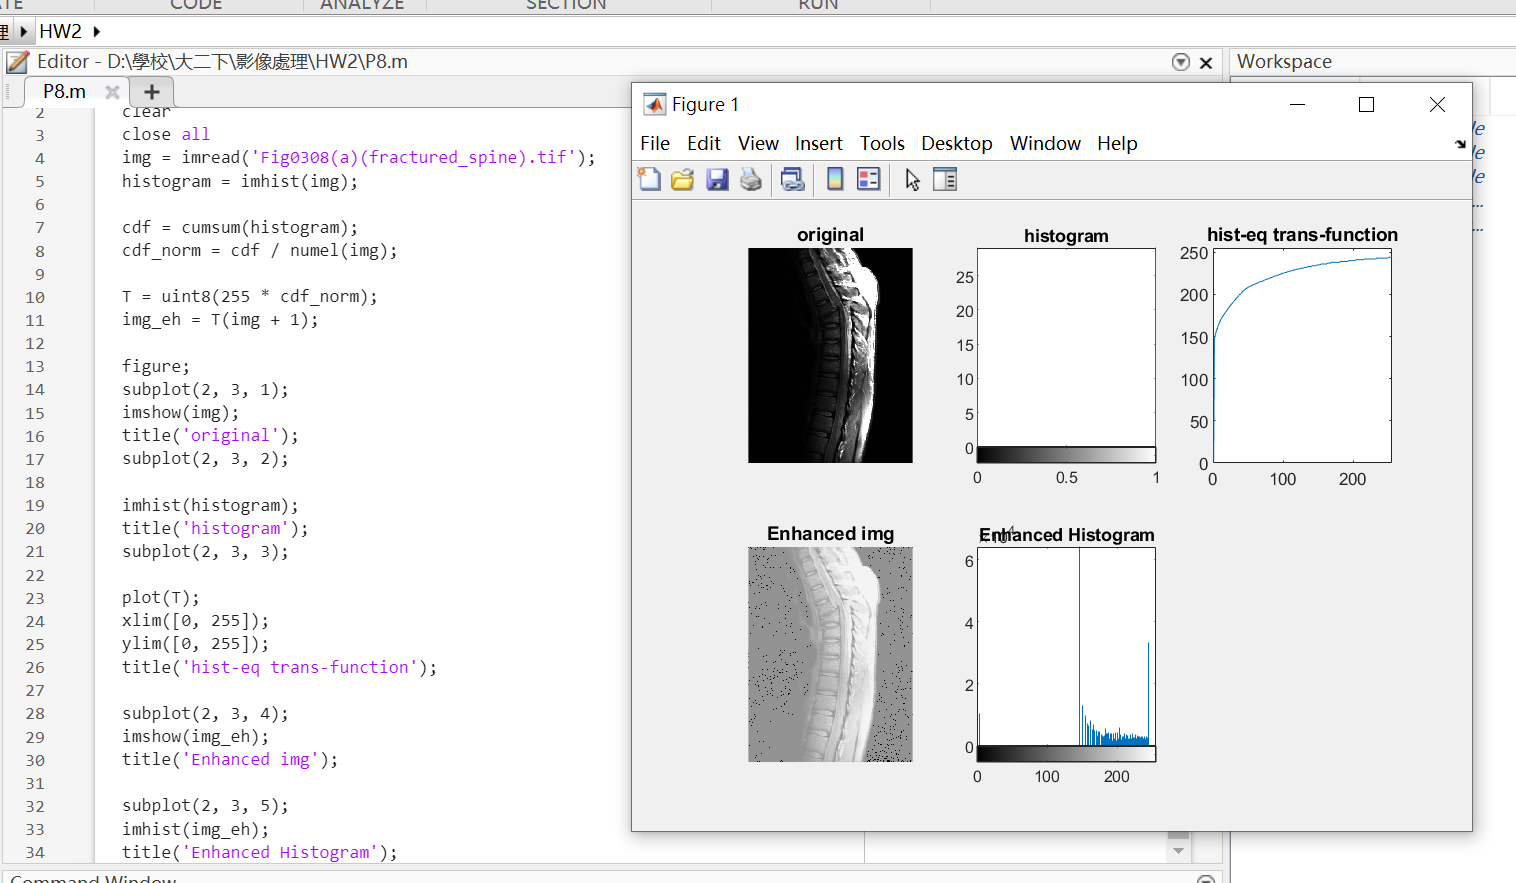 CODE
ANALYZE
SECTION
RUN
HW2
Editor - D:\學校\大二下\影像處理\HW2\P8.m
Workspace
P8.m
2 clear
3 close all
4 img = imread('Fig0308(a)(fractured_spine).tif');
5 histogram = imhist(img);
6
7 cdf = cumsum(histogram);
8 cdf_norm = cdf / numel(img);
9
10 T = uint8(255 * cdf_norm);
11 img_eh = T(img + 1);
12
13 figure;
14 subplot(2, 3, 1);
15 imshow(img);
16 title('original');
17 subplot(2, 3, 2);
18
19 imhist(histogram);
20 title('histogram');
21 subplot(2, 3, 3);
22
23 plot(T);
24 xlim([0, 255]);
25 ylim([0, 255]);
26 title('hist-eq trans-function');
27
28 subplot(2, 3, 4);
29 imshow(img_eh);
30 title('Enhanced img');
31
32 subplot(2, 3, 5);
33 imhist(img_eh);
34 title('Enhanced Histogram');
Command Window
Figure 1
File Edit View Insert Tools Desktop Window Help
original
histogram
25
20
15
10
5
0
0 0.5 1
hist-eq trans-function
250
200
150
100
50
0
0 100 200
Enhanced img
Enhanced Histogram
6
4
2
0
0 100 200